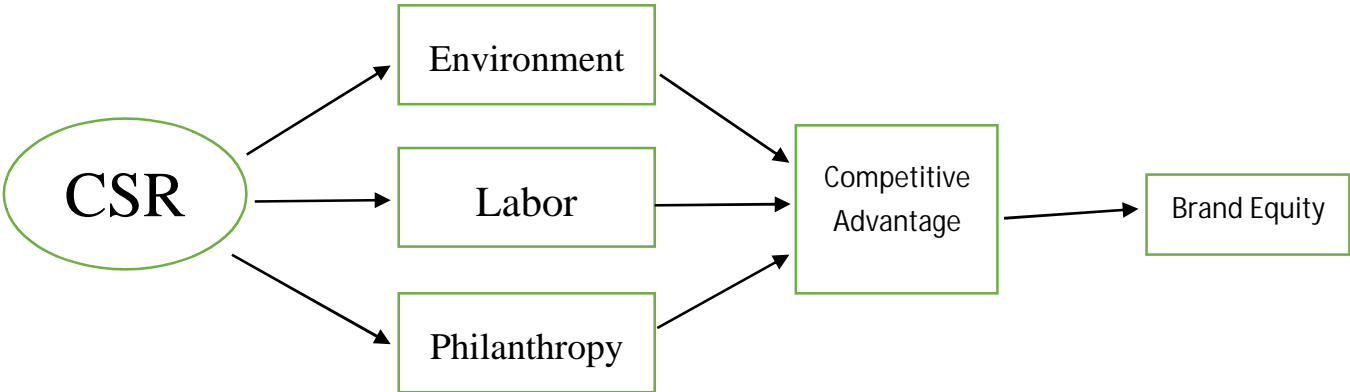 CSR
Environment
Labor
Philanthropy
Competitive
Advantage
Brand Equity